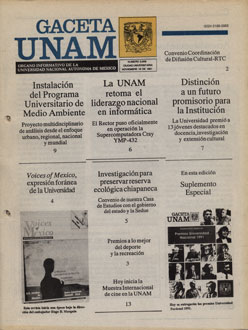 GACETA
UNAM
ORGANO INFORMATIVO DE LA
UNIVERSIDAD NACIONAL AUTONOMA DE MEXICO
CIUDAD UNIVERSITARIA
Convenio Coordinación
de Difusión Cultural-RTC
Instalación
del Programa
Universitario de
Medio Ambiente
Proyecto multidisciplinario
de análisis desde el enfoque
urbano, regional, nacional
y mundial
9
La UNAM
retoma el
liderazgo nacional
en informática
Ayer se puso oficialmente
en operación la
Supercomputadora Cray
YMP-432
6
Distinción
a un futuro
promisorio para la
Institución
La Universidad premió a
13 jóvenes destacados en
docencia, investigación y
extensión cultural
7
Voices of Mexico,
expresión foránea
de la Universidad
4
Investigación para
preservar reserva
ecológica chiapaneca
Convenio de nuestra Casa
de Estudios con el gobierno
del estado y la Sedue
5
Premios a lo mejor
del deporte y
la recreación
3
Hoy inicia la
Muestra Internacional
de cine en la UNAM
13
En esta edición
Suplemento
Especial
GACETA
UNAM